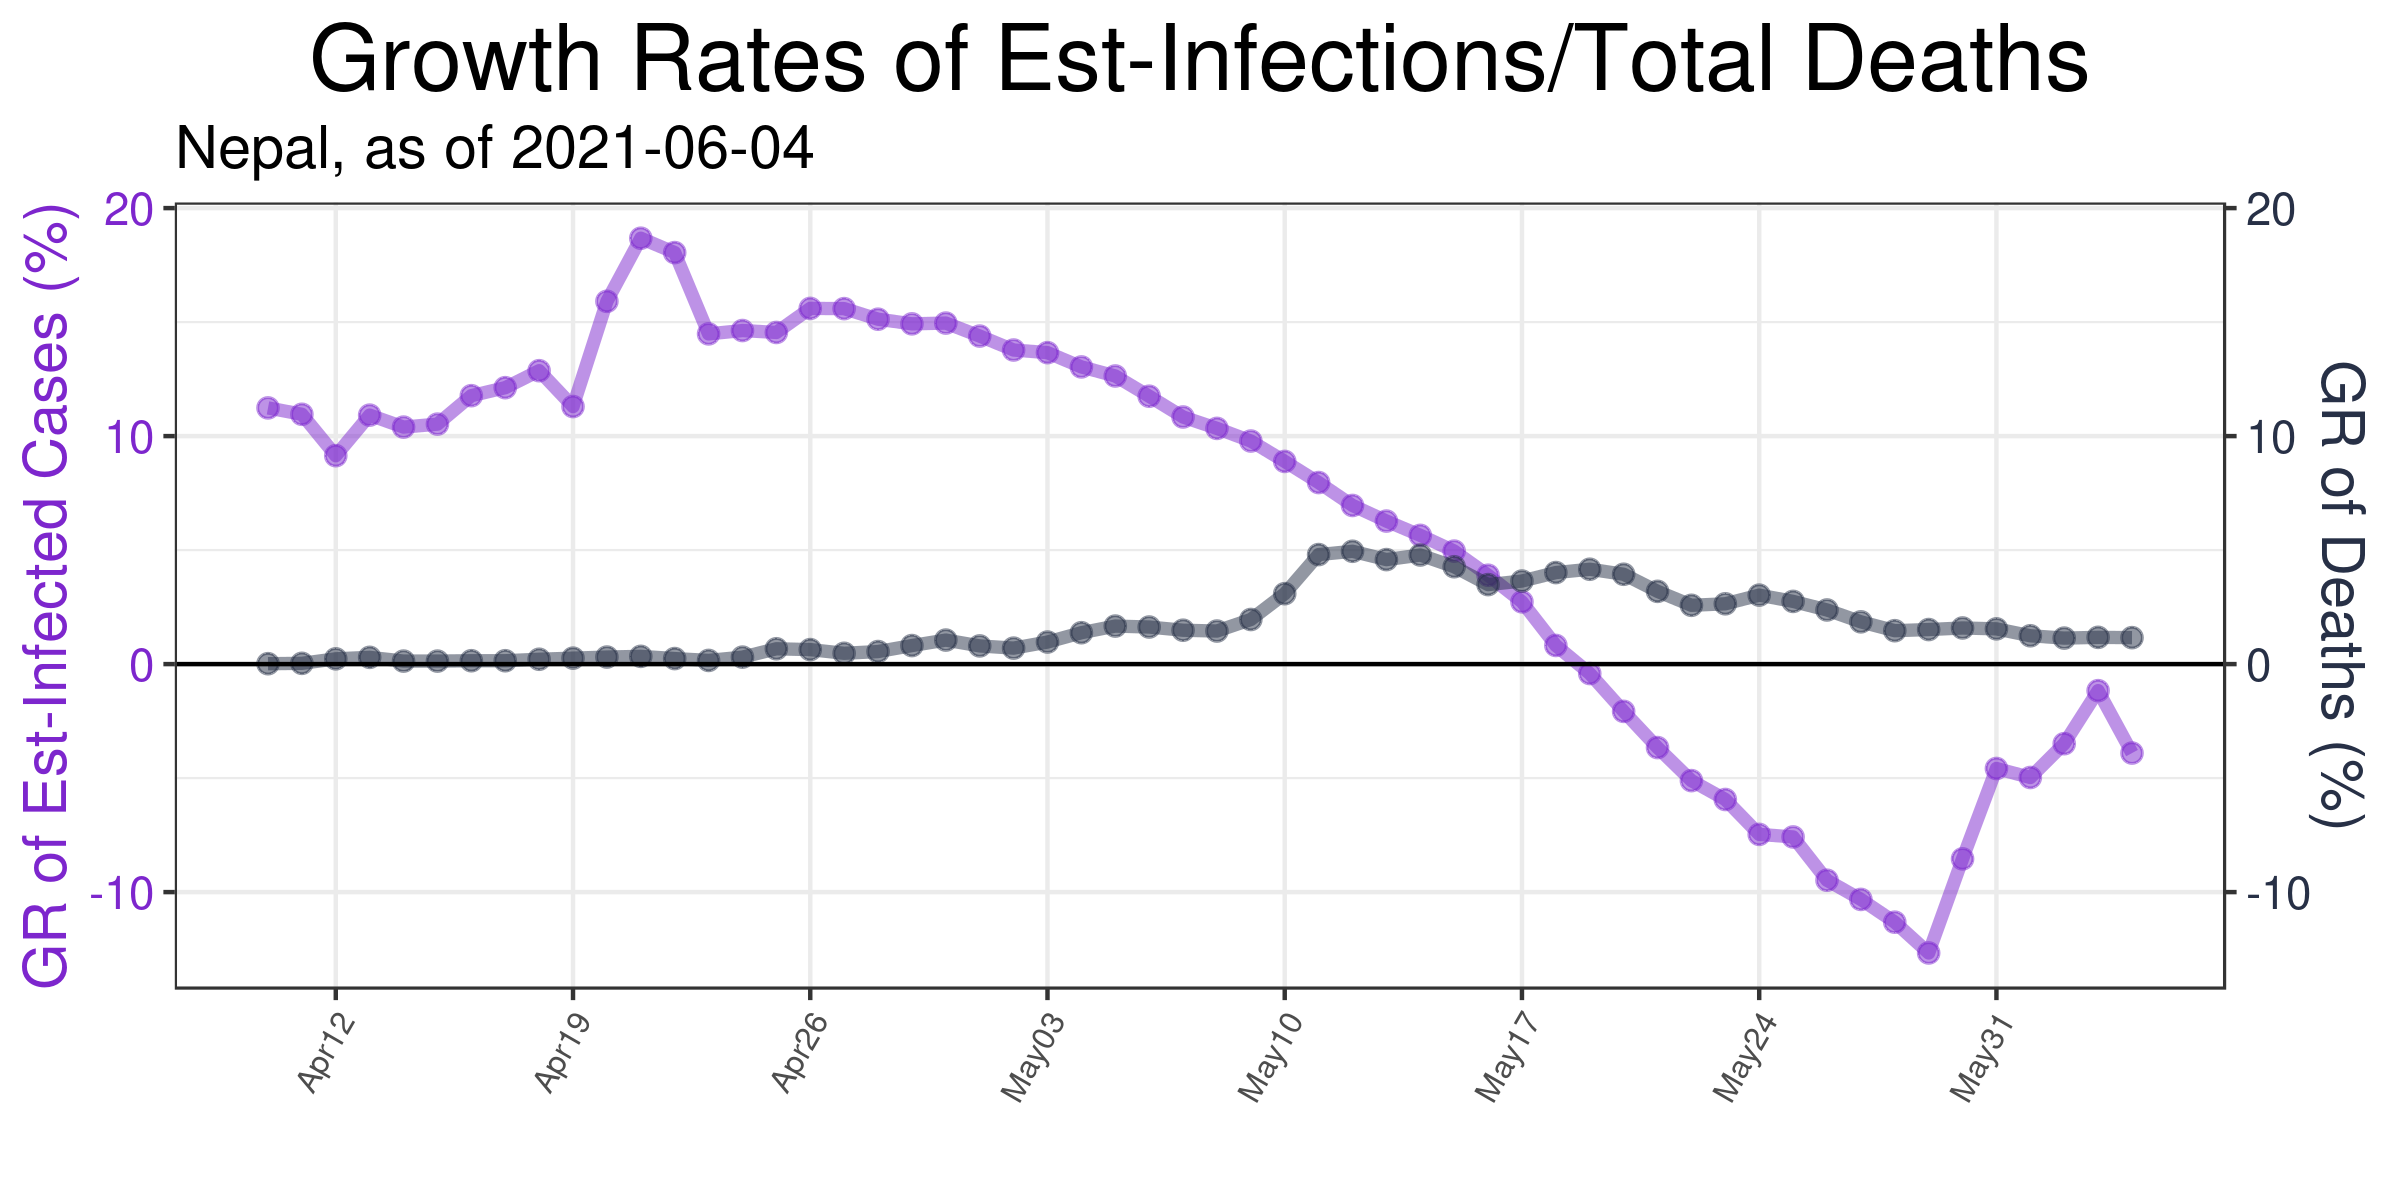 Growth Rates of Est-Infections/Total Deaths
Nepal, as of 2021-06-04
GR of Est-Infected Cases (%)
20
10
0
-10
20
10
0
-10
GR of Deaths (%)
Apr12
Apr19
Apr26
May03
May10
May17
May24
May31